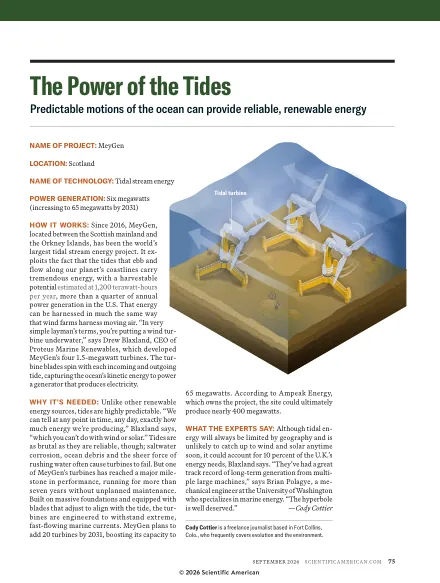 The Power of the Tides
Predictable motions of the ocean can provide reliable, renewable energy
NAME OF PROJECT: MeyGen
LOCATION: Scotland
NAME OF TECHNOLOGY: Tidal stream energy
POWER GENERATION: Six megawatts
(increasing to 65 megawatts by 2031)
HOW IT WORKS: Since 2016, MeyGen,
located between the Scottish mainland and
the Orkney Islands, has been the world’s
largest tidal stream energy project. It ex-
ploits the fact that the tides that ebb and
flow along our planet’s coastlines carry
tremendous energy, with a harvestable
potential estimated at 1,200 terawatt-hours
per year, more than a quarter of annual
power generation in the U.S. That energy
can be harnessed in much the same way
that wind farms harness moving air. “In very
simple layman’s terms, you’re putting a wind tur-
bine underwater,” says Drew Blaxland, CEO of
Proteus Marine Renewables, which developed
MeyGen’s four 1.5-megawatt turbines. The tur-
bine blades spin with each incoming and outgoing
tide, capturing the ocean’s kinetic energy to power
a generator that produces electricity.
WHY IT’S NEEDED: Unlike other renewable
energy sources, tides are highly predictable. “We
can tell at any point in time, any day, exactly how
much energy we’re producing,” Blaxland says,
“which you can’t do with wind or solar.” Tides are
as brutal as they are reliable, though; saltwater
corrosion, ocean debris and the sheer force of
rushing water often cause turbines to fail. But one
of MeyGen’s turbines has reached a major mile-
stone in performance, running for more than
seven years without unplanned maintenance.
Built on massive foundations and equipped with
blades that adjust to align with the tide, the tur-
bines are engineered to withstand extreme,
fast-flowing marine currents. MeyGen plans to
add 20 turbines by 2031, boosting its capacity to
Tidal turbine
65 megawatts. According to Ampeak Energy,
which owns the project, the site could ultimately
produce nearly 400 megawatts.
WHAT THE EXPERTS SAY: Although tidal en-
ergy will always be limited by geography and is
unlikely to catch up to wind and solar anytime
soon, it could account for 10 percent of the U.K.’s
energy needs, Blaxland says. “They’ve had a great
track record of long-term generation from multi-
ple large machines,” says Brian Polagye, a me-
chanical engineer at the University of Washington
who specializes in marine energy. “The hyperbole
is well deserved.” —Cody Cottier
Cody Cottier is a freelance journalist based in Fort Collins,
Colo., who frequently covers evolution and the environment.
SEPTEMBER 2026 SCIENTIFICAMERICAN.COM 75
© 2026 Scientific American